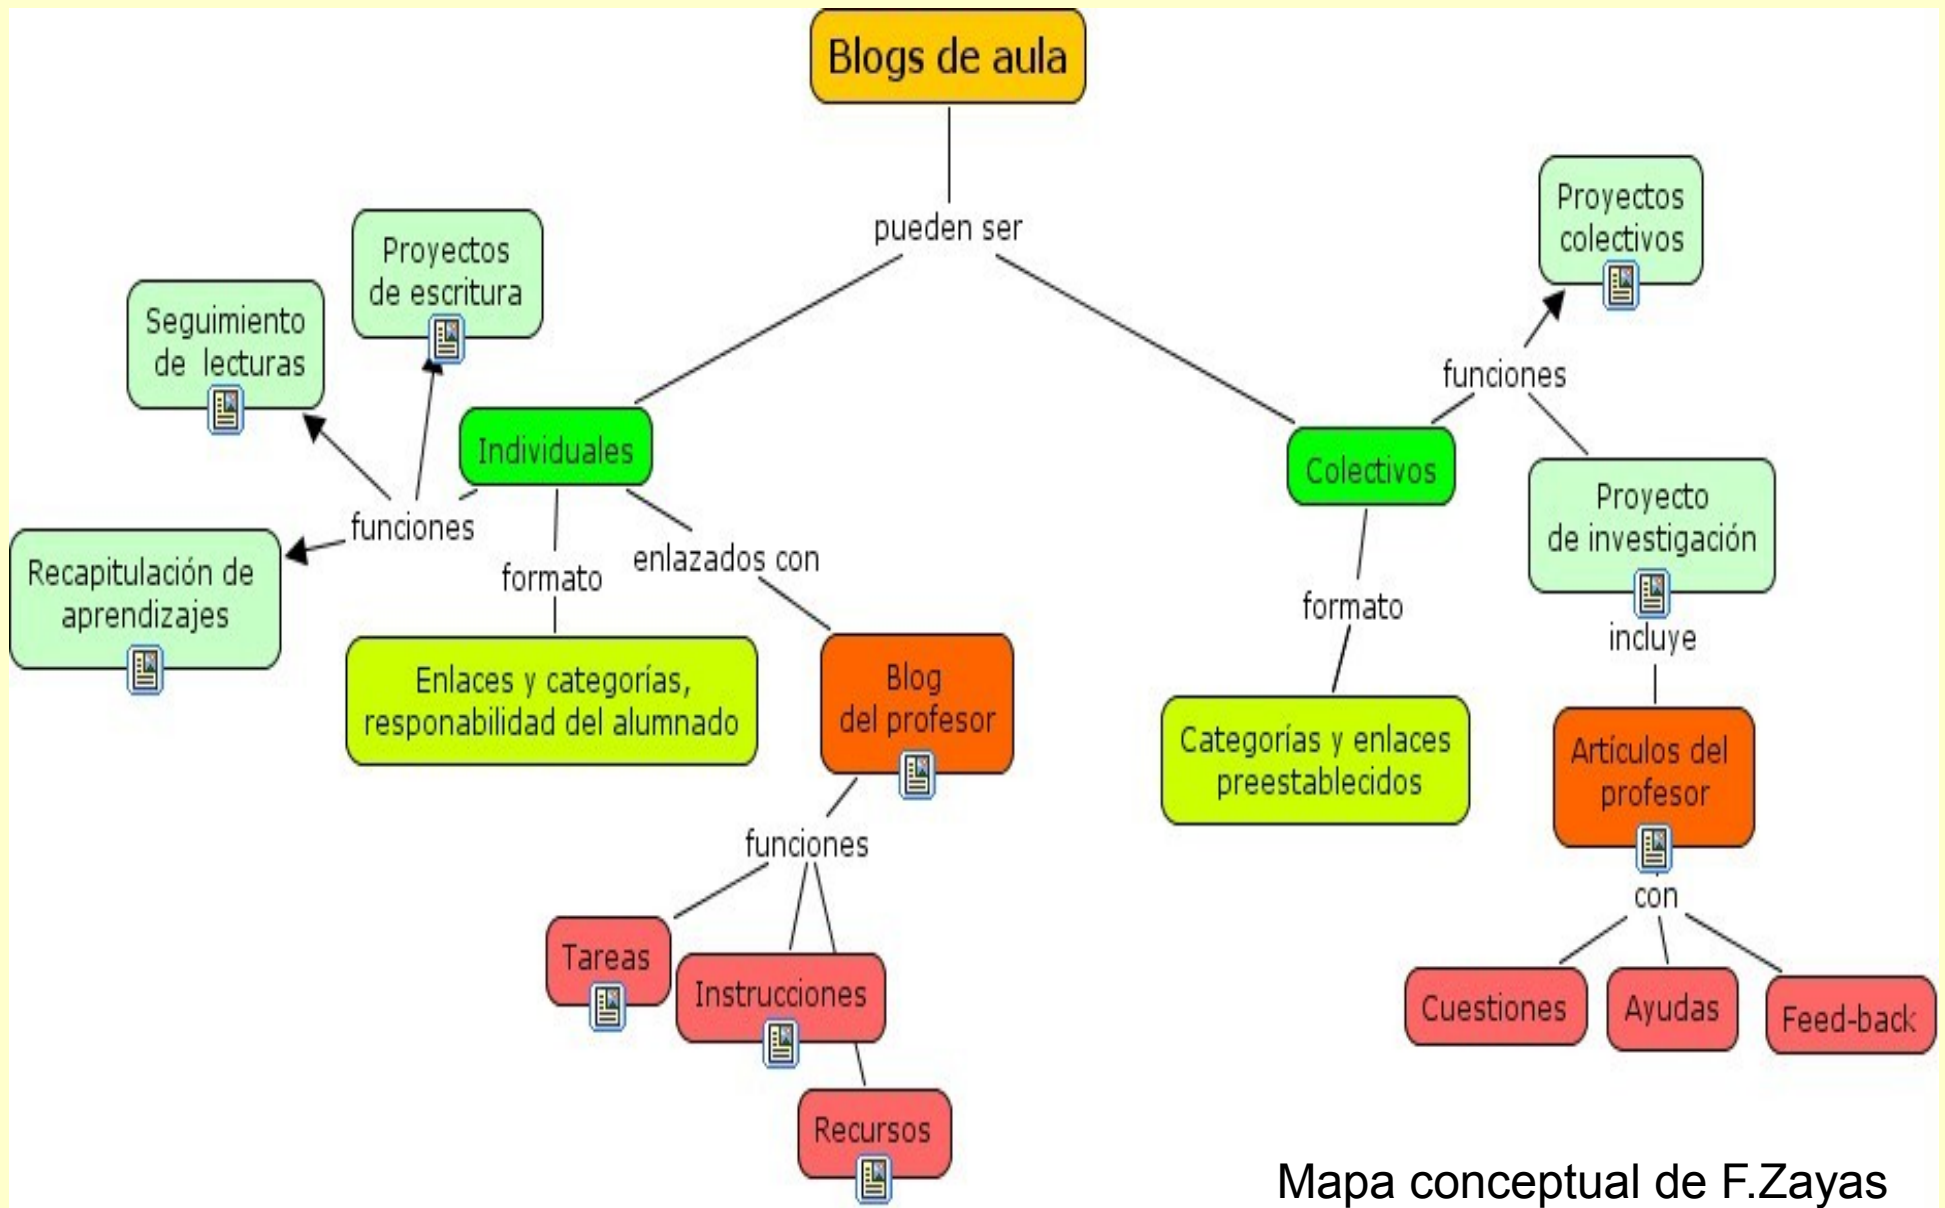 Blogs de aula
pueden ser
Proyectos
colectivos
Proyectos
de escritura
Seguimiento
de lecturas
funciones
Individuales
Colectivos
Proyecto
de investigación
funciones
enlazados con
Recapitulación de
aprendizajes
formato
formato
incluye
Enlaces y categorías,
responabilidad del alumnado
Blog
del profesor
Categorías y enlaces
preestablecidos
Artículos del
profesor
funciones
con
Tareas
Instrucciones
Cuestiones
Ayudas
Feed-back
Recursos
Mapa conceptual de F.Zayas